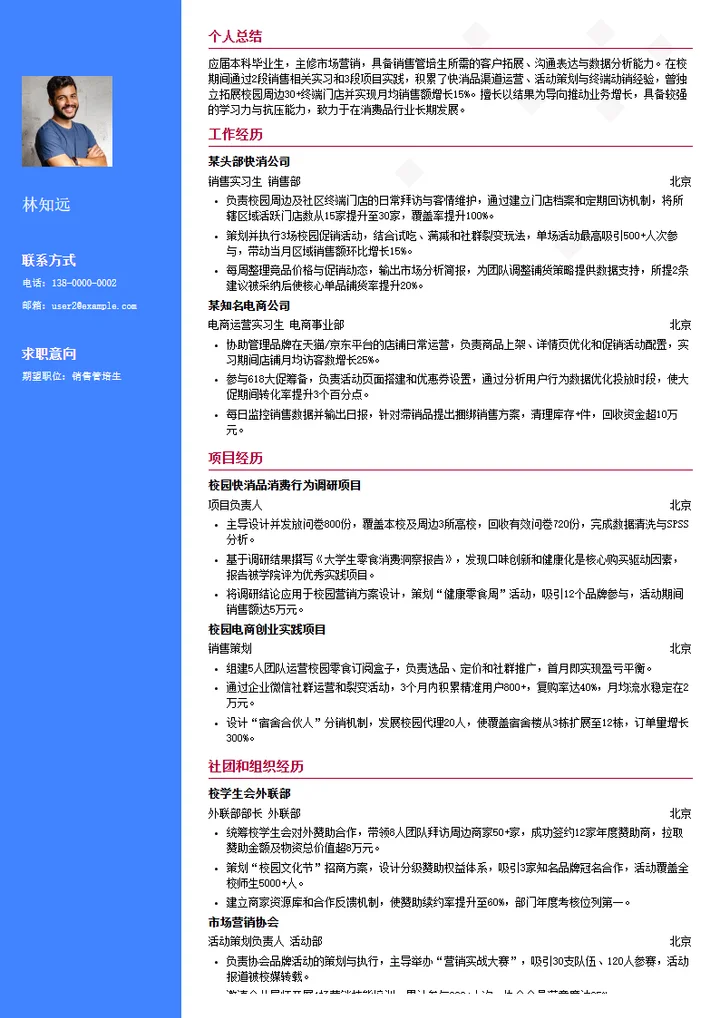 林知远
联系方式
电话：138-0000-0002
邮箱：user2@example.com
求职意向
期望职位：销售管培生
个人总结
应届本科毕业生，主修市场营销，具备销售管培生所需的客户拓展、沟通表达与数据分析能力。在校
期间通过2段销售相关实习和3段项目实践，积累了快消品渠道运营、活动策划与终端动销经验，曾独
立拓展校园周边30+终端门店并实现月均销售额增长15%。擅长以结果为导向推动业务增长，具备较强
的学习力与抗压能力，致力于在消费品行业长期发展。
工作经历
某头部快消公司
销售实习生 销售部 北京
• 负责校园周边及社区终端门店的日常拜访与客情维护，通过建立门店档案和定期回访机制，将所
辖区域活跃门店数从15家提升至30家，覆盖率提升100%。
• 策划并执行3场校园促销活动，结合试吃、满减和社群裂变玩法，单场活动最高吸引500+人次参
与，带动当月区域销售额环比增长15%。
• 每周整理竞品价格与促销动态，输出市场分析简报，为团队调整铺货策略提供数据支持，所提2条
建议被采纳后使核心单品铺货率提升20%。
某知名电商公司
电商运营实习生 电商事业部 北京
• 协助管理品牌在天猫/京东平台的店铺日常运营，负责商品上架、详情页优化和促销活动配置，实
习期间店铺月均访客数增长25%。
• 参与618大促筹备，负责活动页面搭建和优惠券设置，通过分析用户行为数据优化投放时段，使大
促期间转化率提升3个百分点。
• 每日监控销售数据并输出日报，针对滞销品提出捆绑销售方案，清理库存+件，回收资金超10万
元。
项目经历
校园快消品消费行为调研项目
项目负责人 北京
• 主导设计并发放问卷800份，覆盖本校及周边3所高校，回收有效问卷720份，完成数据清洗与SPSS
分析。
• 基于调研结果撰写《大学生零食消费洞察报告》，发现口味创新和健康化是核心购买驱动因素，
报告被学院评为优秀实践项目。
• 将调研结论应用于校园营销方案设计，策划“健康零食周”活动，吸引12个品牌参与，活动期间
销售额达5万元。
校园电商创业实践项目
销售策划 北京
• 组建5人团队运营校园零食订阅盒子，负责选品、定价和社群推广，首月即实现盈亏平衡。
• 通过企业微信社群运营和裂变活动，3个月内积累精准用户800+，复购率达40%，月均流水稳定在2
万元。
• 设计“宿舍合伙人”分销机制，发展校园代理20人，使覆盖宿舍楼从3栋扩展至12栋，订单量增长
300%。
社团和组织经历
校学生会外联部
外联部部长 外联部 北京
• 统筹校学生会对外赞助合作，带领8人团队拜访周边商家50+家，成功签约12家年度赞助商，拉取
赞助金额及物资总价值超8万元。
• 策划“校园文化节”招商方案，设计分级赞助权益体系，吸引3家知名品牌冠名合作，活动覆盖全
校师生5000+人。
• 建立商家资源库和合作反馈机制，使赞助续约率提升至60%，部门年度考核位列第一。
市场营销协会
活动策划负责人 活动部 北京
• 负责协会品牌活动的策划与执行，主导举办“营销实战大赛”，吸引30支队伍、120人参赛，活动
报道被校媒转载。